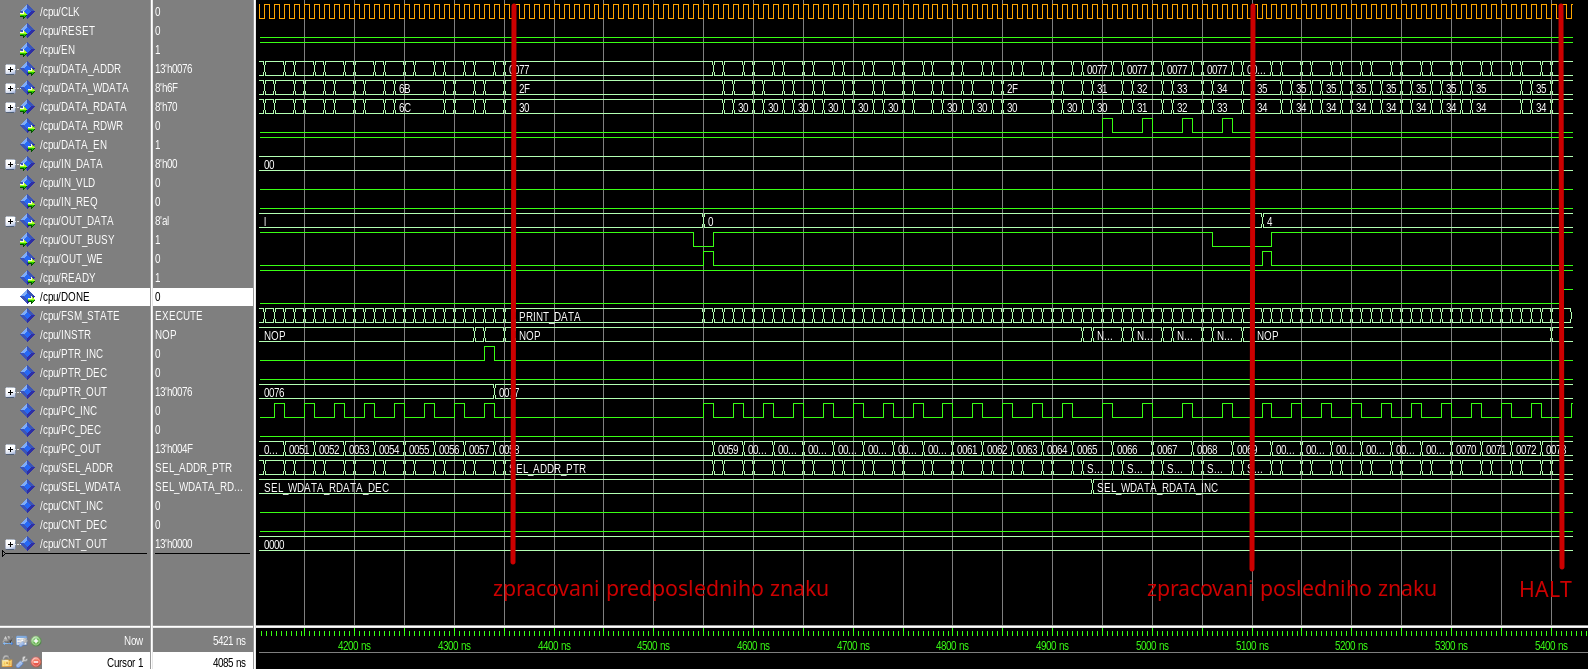 /cpu/CLK 0
/cpu/RESET 0
/cpu/EN 1
/cpu/DATA_ADDR 13'h0076 0077 0077 0077 0077 0077
/cpu/DATA_WDATA 8'h6F 6B 2F 2F 31 32 33 34 35 35 35 35 35 35 35 35 35
/cpu/DATA_RDATA 8'h70 6C 30 30 30 30 30 30 30 30 30 30 30 30 30 31 32 33 34 34 34 34 34 34 34 34 34
/cpu/DATA_RDWR 0
/cpu/DATA_EN 1
/cpu/IN_DATA 8'h00 00
/cpu/IN_VLD 0
/cpu/IN_REQ 0
/cpu/OUT_DATA 8'al l 0 4
/cpu/OUT_BUSY 1
/cpu/OUT_WE 0
/cpu/READY 1
/cpu/DONE 0
/cpu/FSM_STATE EXECUTE PRINT_DATA
/cpu/INSTR NOP NOP NOP N... N... N... N... NOP
/cpu/PTR_INC 0
/cpu/PTR_DEC 0
/cpu/PTR_OUT 13'h0076 0076 0077
/cpu/PC_INC 0
/cpu/PC_DEC 0
/cpu/PC_OUT 13'h004F 0... 0051 0052 0053 0054 0055 0056 0057 0058 0059 00... 00... 00... 00... 00... 00... 00... 0061 0062 0063 0064 0065 0066 0067 0068 0069 00... 00... 00... 00... 00... 00... 0070 0071 0072 0073
/cpu/SEL_ADDR SEL_ADDR_PTR SEL_ADDR_PTR S... S... S... S... S...
/cpu/SEL_WDATA SEL_WDATA_RD... SEL_WDATA_RDATA_DEC SEL_WDATA_RDATA_INC
/cpu/CNT_INC 0
/cpu/CNT_DEC 0
/cpu/CNT_OUT 13'h0000 0000
zpracovani predposledniho znaku zpracovani posledniho znaku HALT
Now 5421 ns 4200 ns 4300 ns 4400 ns 4500 ns 4600 ns 4700 ns 4800 ns 4900 ns 5000 ns 5100 ns 5200 ns 5300 ns 5400 ns
Cursor 1 4085 ns